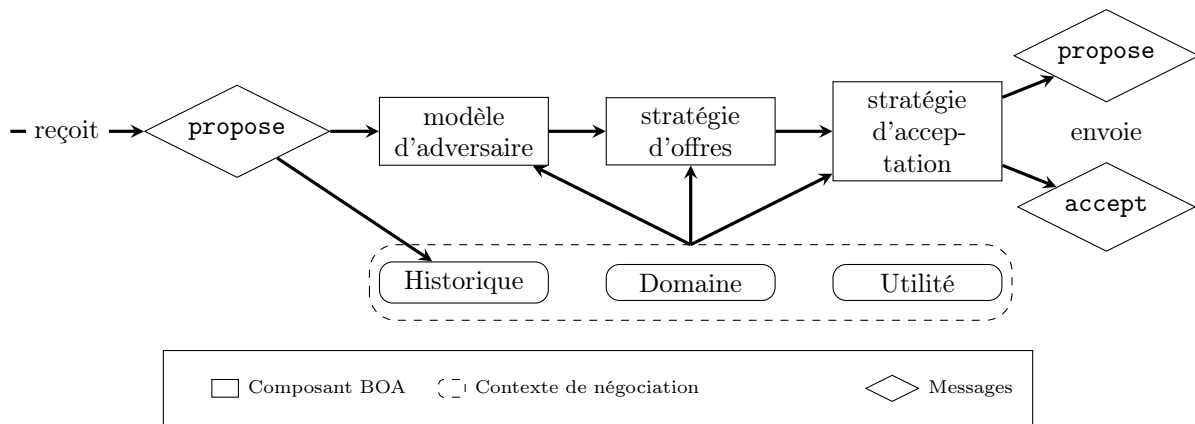 reçoit
propose
modèle
d'adversaire
stratégie
d'offres
stratégie
d'accep-
tation
propose
envoie
accept
Historique
Domaine
Utilité
Composant BOA
Contexte de négociation
Messages